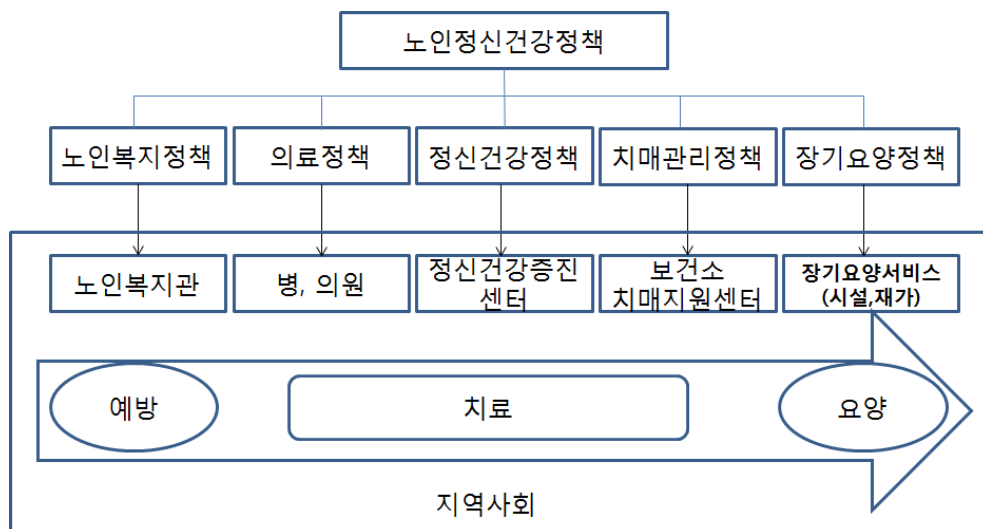 노인정신건강정책
노인복지정책
의료정책
정신건강정책
치매관리정책
장기요양정책
노인복지관
병, 의원
정신건강증진
센터
보건소
치매지원센터
장기요양서비스
(시설,재가)
예방
치료
요양
지역사회